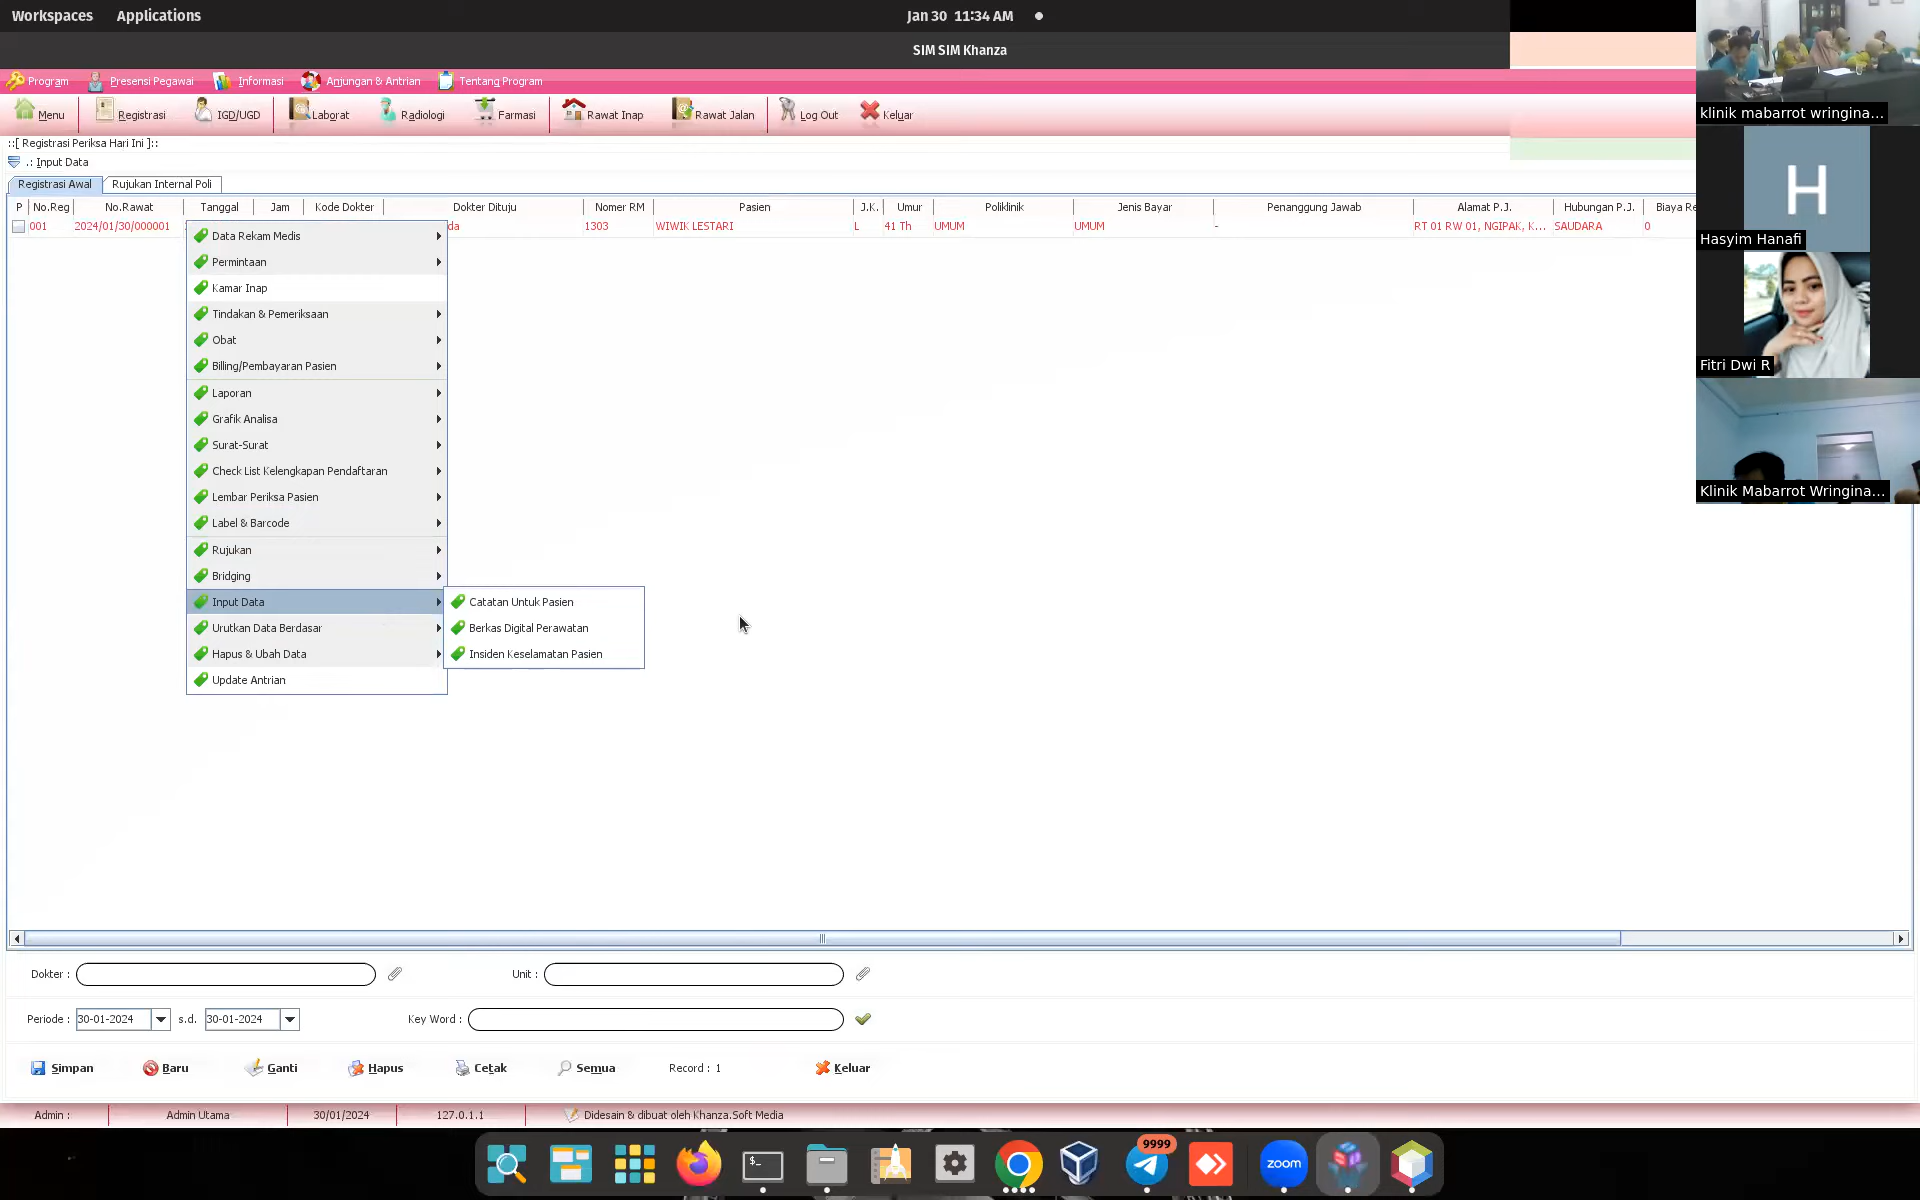 Workspaces Applications Jan 30 11:34 AM
SIM SIM Khanza
Program Presensi Pegawai Informasi Anjungan & Antrian Tentang Program
Menu Registrasi IGD/UGD Laborat Radiologi Farmasi Rawat Inap Rawat Jalan Log Out Keluar
::[ Registrasi Periksa Hari Ini ]::
.: Input Data
Registrasi Awal Rujukan Internal Poli
P No.Reg No.Rawat Tanggal Jam Kode Dokter Dokter Dituju Nomer RM Pasien J.K. Umur Poliklinik Jenis Bayar Penanggung Jawab Alamat P.J. Hubungan P.J. Biaya Re
001 2024/01/30/000001 da 1303 WIWIK LESTARI L 41 Th UMUM UMUM - RT 01 RW 01, NGIPAK, K... SAUDARA 0
Data Rekam Medis
Permintaan
Kamar Inap
Tindakan & Pemeriksaan
Obat
Billing/Pembayaran Pasien
Laporan
Grafik Analisa
Surat-Surat
Check List Kelengkapan Pendaftaran
Lembar Periksa Pasien
Label & Barcode
Rujukan
Bridging
Input Data
Urutkan Data Berdasar
Hapus & Ubah Data
Update Antrian
Catatan Untuk Pasien
Berkas Digital Perawatan
Insiden Keselamatan Pasien
klinik mabarrot wringina...
H
Hasyim Hanafi
Fitri Dwi R
Klinik Mabarrot Wringina...
Dokter : Unit :
Periode : 30-01-2024 s.d. 30-01-2024 Key Word :
Simpan Baru Ganti Hapus Cetak Semua Record : 1 Keluar
Admin : Admin Utama 30/01/2024 127.0.1.1 Didesain & dibuat oleh Khanza.Soft Media
$_
9999
zoom